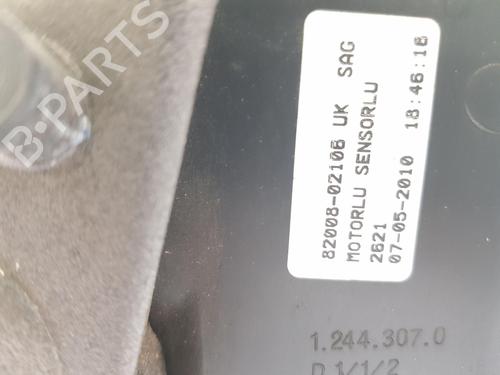 B-PARTS
82008-02106 UK SAG
MOTORLU SENSORLU
2621
07-05-2010 18:46:16
1.244.307.0
D 1/1/2